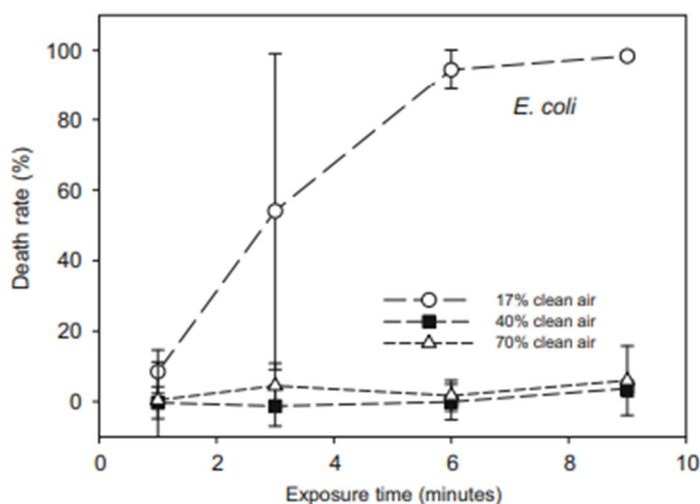 100
80
60
40
20
0
Death rate (%)
E. coli
17% clean air
40% clean air
70% clean air
0 2 4 6 8 10
Exposure time (minutes)